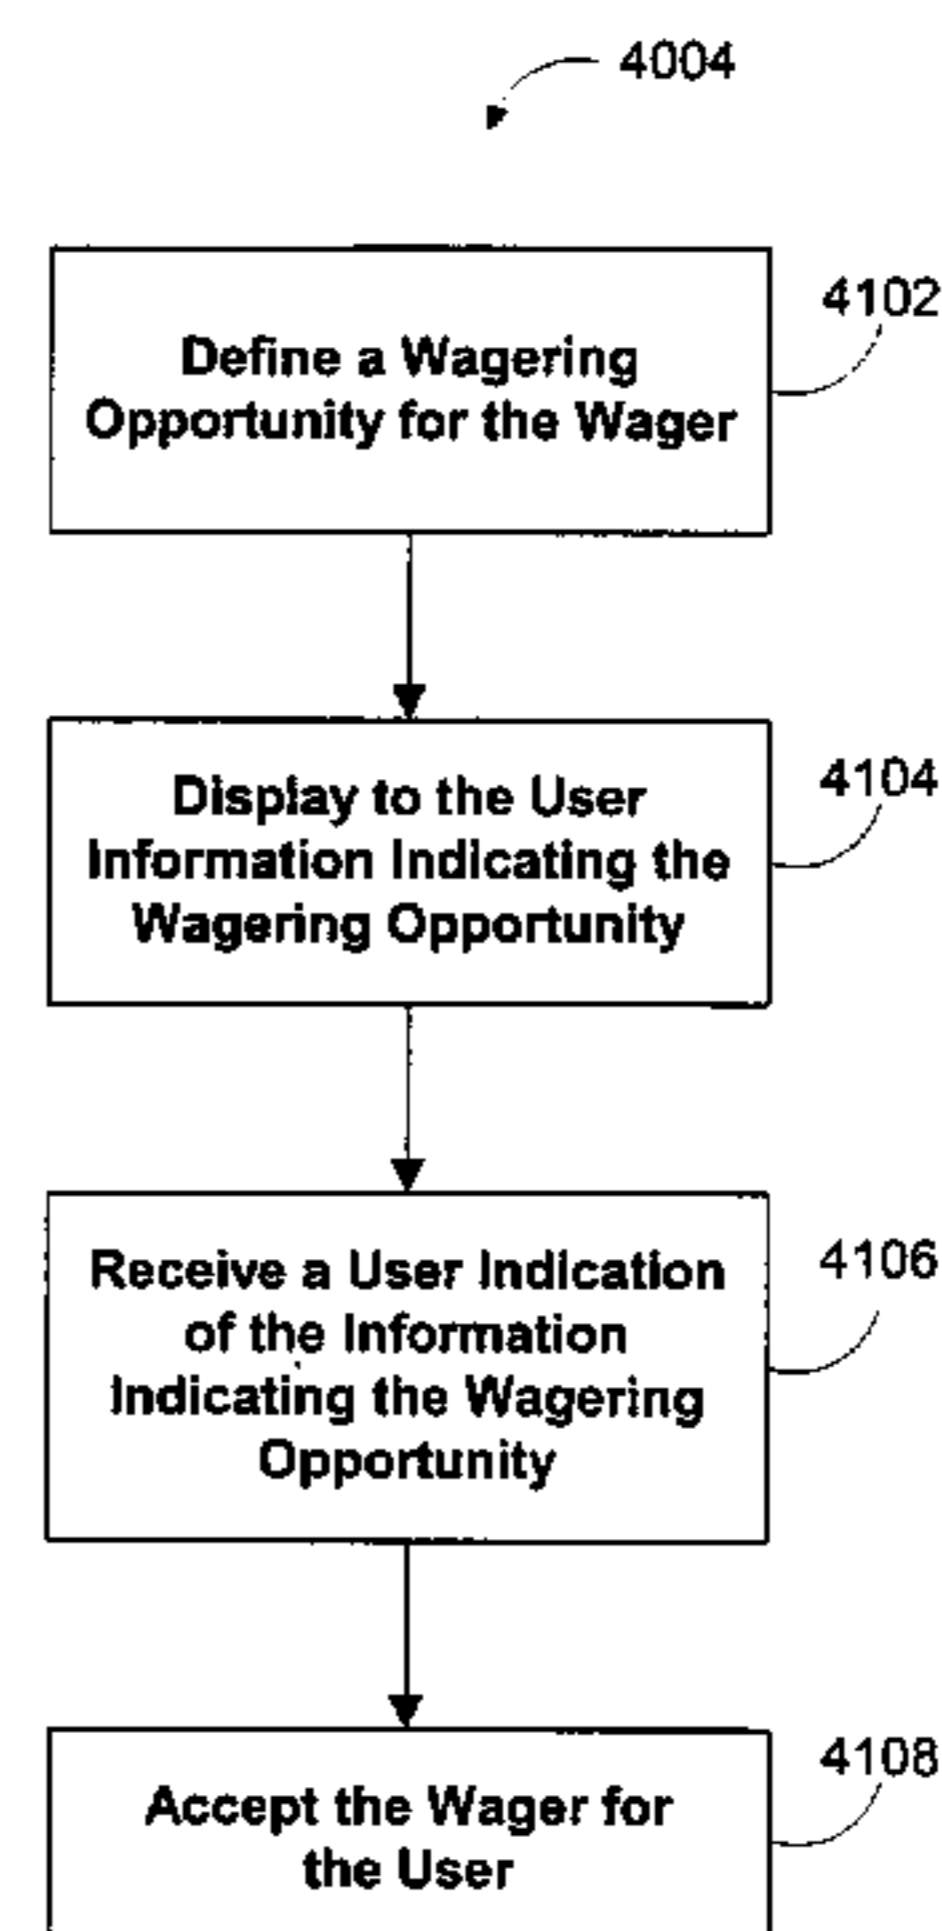 4004
4102
Define a Wagering
Opportunity for the Wager
4104
Display to the User
Information Indicating the
Wagering Opportunity
4106
Receive a User Indication
of the Information
Indicating the Wagering
Opportunity
4108
Accept the Wager for
the User